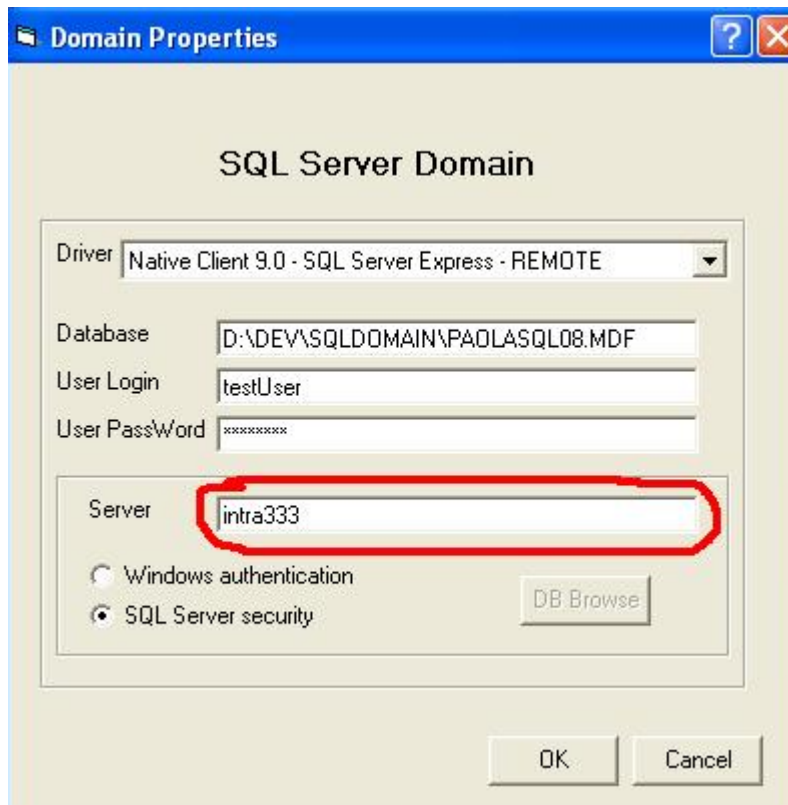 Domain Properties
SQL Server Domain
Driver Native Client 9.0 - SQL Server Express - REMOTE
Database D:\DEV\SQLDOMAIN\PAOLASQL08.MDF
User Login testUser
User PassWord ********
Server intra333
Windows authentication
SQL Server security
DB Browse
OK Cancel